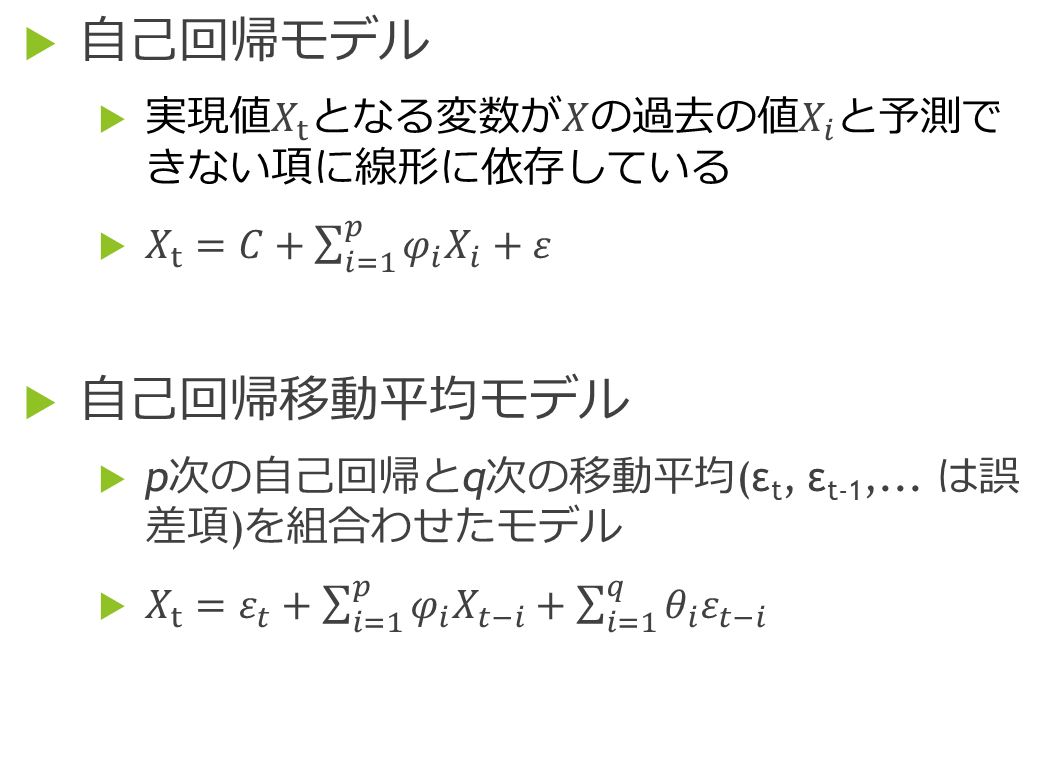 自己回帰モデル
実現値𝑋ₜとなる変数が𝑋の過去の値𝑋ᵢと予測で
きない項に線形に依存している
𝑋ₜ = 𝐶 + ∑ᵢ₌₁ᵖ 𝜑ᵢ𝑋ᵢ + 𝜀
自己回帰移動平均モデル
p次の自己回帰とq次の移動平均(εt, εt-1,… は誤
差項)を組合わせたモデル
𝑋ₜ = 𝜀ₜ + ∑_{i=1}^{p} 𝜑ᵢ𝑋_{t−i} + ∑_{i=1}^{q} 𝜃ᵢ𝜀_{t−i}